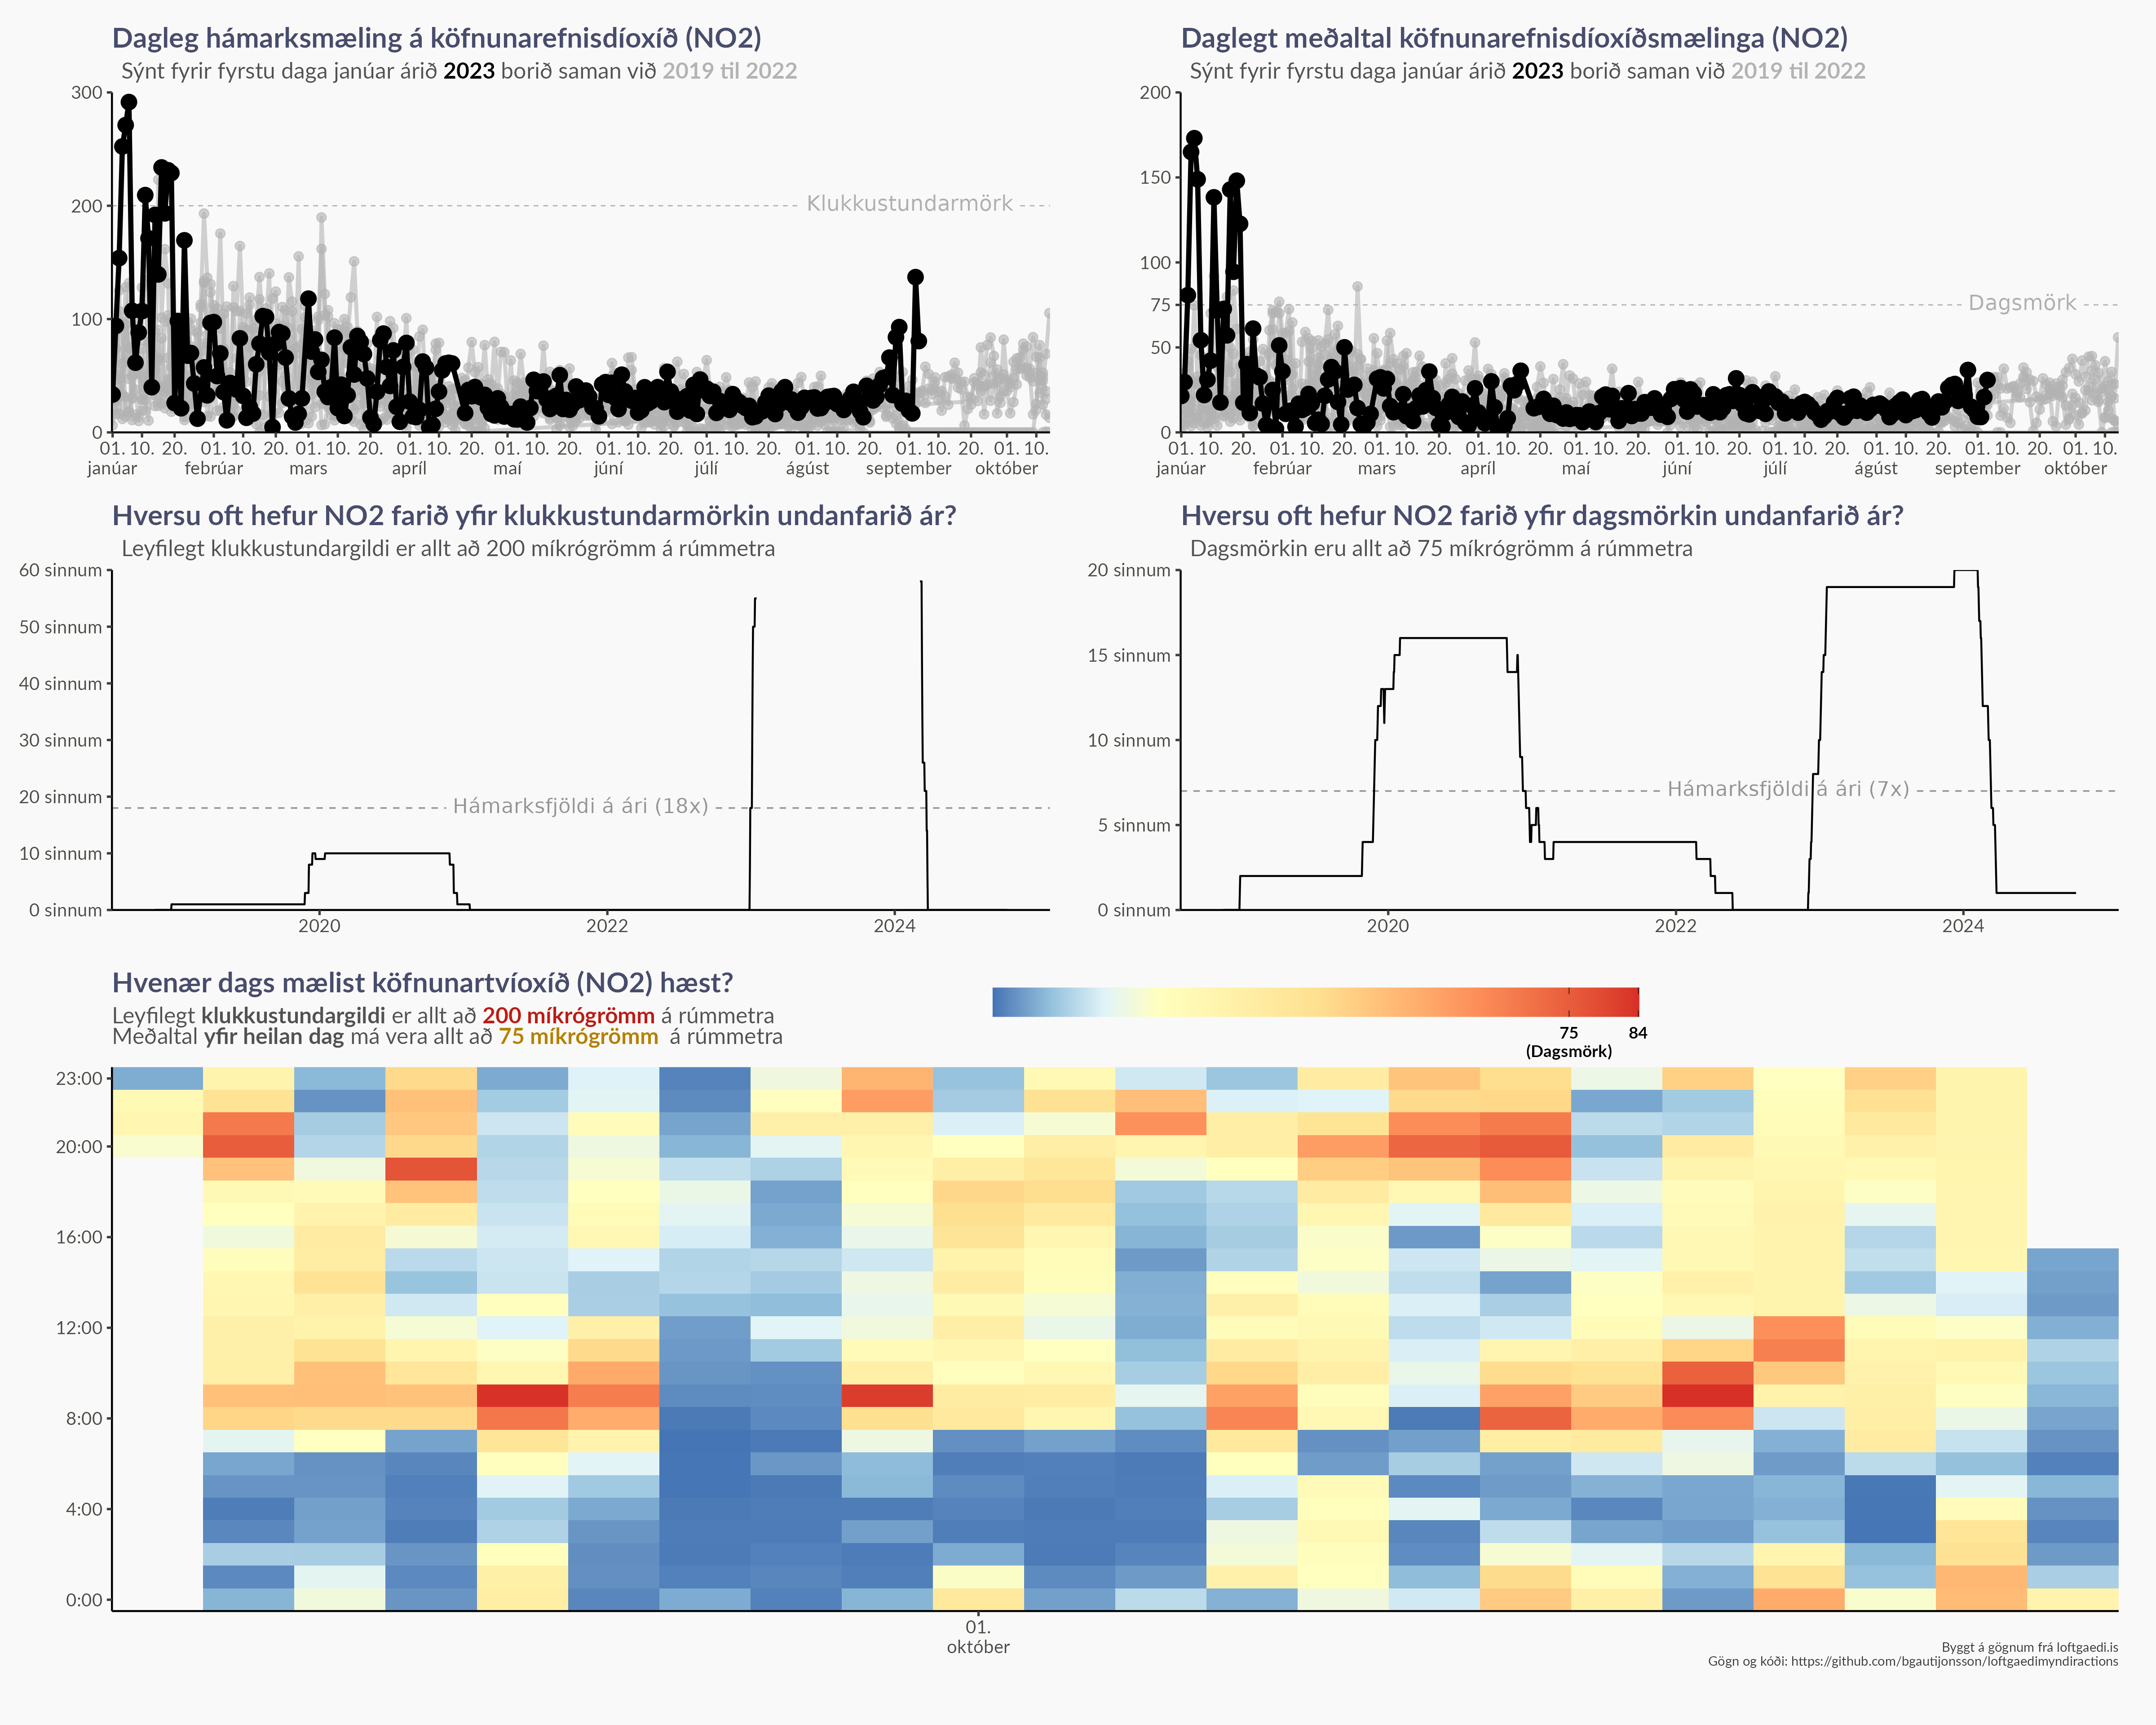 Dagleg hámarksmæling á köfnunarefnisdíoxíð (NO2)
Sýnt fyrir fyrstu daga janúar árið 2023 borið saman við 2019 til 2022
300
200
100
0
Klukkustundarmörk
01. 10. 20. 01. 10. 20. 01. 10. 20. 01. 10. 20. 01. 10. 20. 01. 10. 20. 01. 10. 20. 01. 10. 20. 01. 10. 20. 01. 10.
janúar febrúar mars apríl maí júní júlí ágúst september október
Daglegt meðaltal köfnunarefnisdíoxíðsmælinga (NO2)
Sýnt fyrir fyrstu daga janúar árið 2023 borið saman við 2019 til 2022
200
150
100
75
50
0
Dagsmörk
01. 10. 20. 01. 10. 20. 01. 10. 20. 01. 10. 20. 01. 10. 20. 01. 10. 20. 01. 10. 20. 01. 10. 20. 01. 10. 20. 01. 10.
janúar febrúar mars apríl maí júní júlí ágúst september október
Hversu oft hefur NO2 farið yfir klukkustundarmörkin undanfarið ár?
Leyfilegt klukkustundargildi er allt að 200 míkrógrömm á rúmmetra
60 sinnum
50 sinnum
40 sinnum
30 sinnum
20 sinnum
10 sinnum
0 sinnum
Hámarksfjöldi á ári (18x)
2020 2022 2024
Hversu oft hefur NO2 farið yfir dagsmörkin undanfarið ár?
Dagsmörkin eru allt að 75 míkrógrömm á rúmmetra
20 sinnum
15 sinnum
10 sinnum
5 sinnum
0 sinnum
Hámarksfjöldi á ári (7x)
2020 2022 2024
Hvenær dags mælist köfnunartvíoxíð (NO2) hæst?
Leyfilegt klukkustundargildi er allt að 200 míkrógrömm á rúmmetra
Meðaltal yfir heilan dag má vera allt að 75 míkrógrömm á rúmmetra
75 84
(Dagsmörk)
23:00
20:00
16:00
12:00
8:00
4:00
0:00
01.
október
Byggt á gögnum frá loftgaedi.is
Gögn og kóði: https://github.com/bgautijonsson/loftgaedimyndiractions